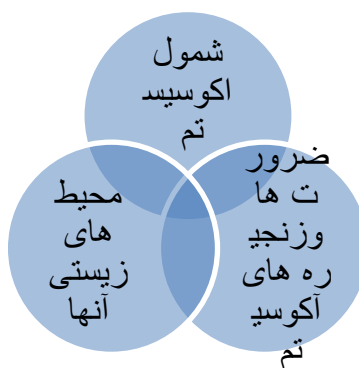 شمول
اکوسیس
تم
ضرور
ت ها
وزنجی
ره های
آکوسی
تم
محیط
های
زیستی
آنها